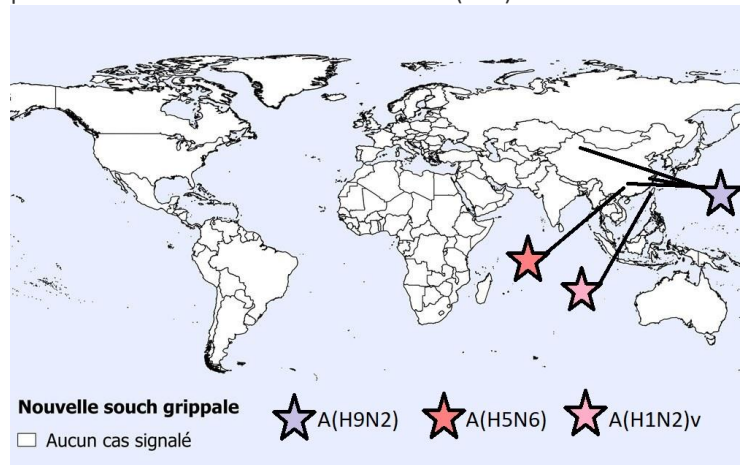 Nouvelle souch grippale
A(H9N2)
A(H5N6)
A(H1N2)v
Aucun cas signalé